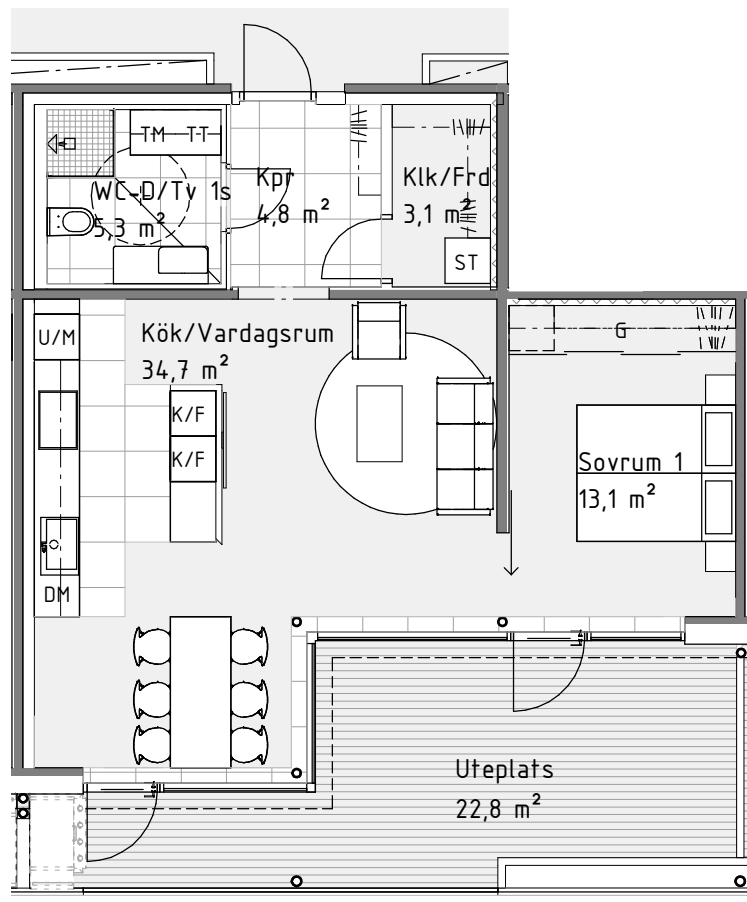 TM TT
WC-D/Tv 1s
5,3 m²
Kpr
4,8 m²
Klk/Frd
3,1 m²
ST
U/M
Kök/Vardagsrum
34,7 m²
G
K/F
K/F
Sovrum 1
13,1 m²
DM
Uteplats
22,8 m²